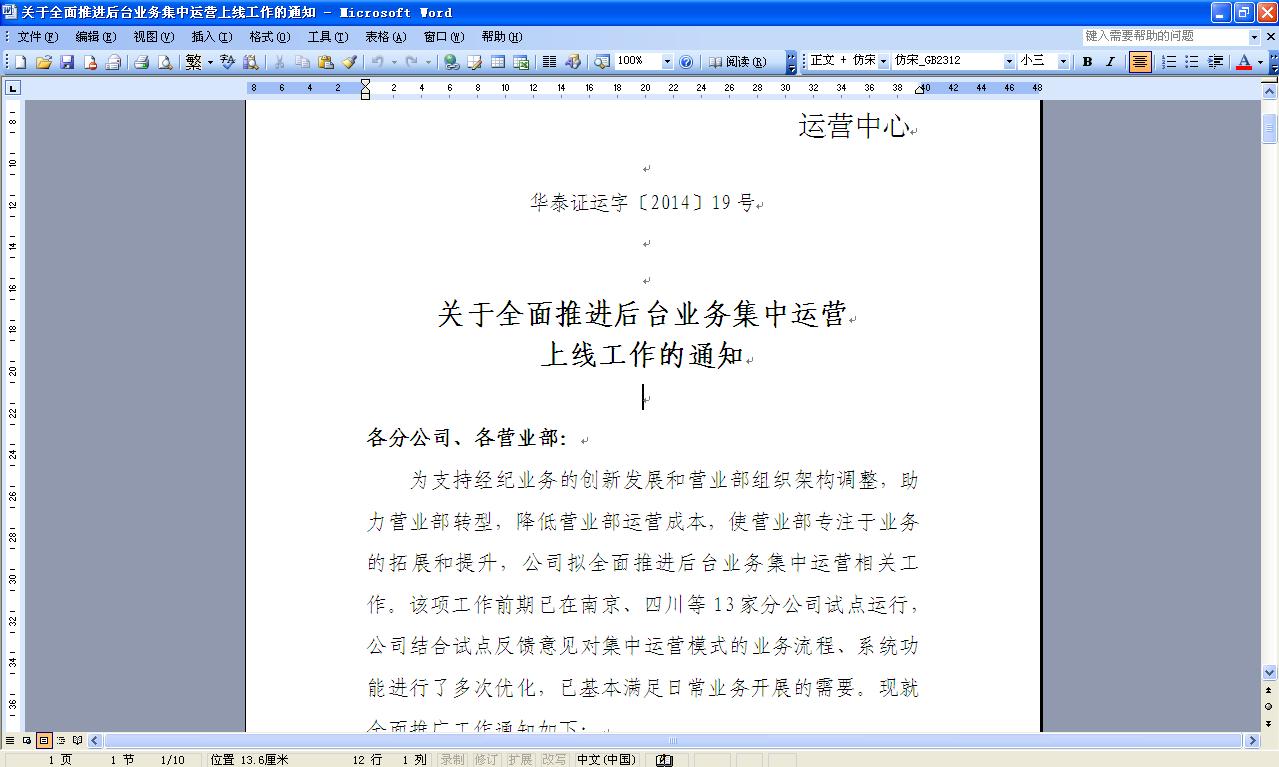 关于全面推进后台业务集中运营上线工作的通知 - Microsoft Word
文件(F) 编辑(E) 视图(V) 插入(I) 格式(O) 工具(T) 表格(A) 窗口(W) 帮助(H) 键入需要帮助的问题
100% 阅读(R) 正文 + 仿宋 仿宋_GB2312 小三 B I A
8 6 4 2 2 4 6 8 10 12 14 16 18 20 22 24 26 28 30 32 34 36 38 40 42 44 46 48
运营中心
华泰证运字〔2014〕19 号
关于全面推进后台业务集中运营
上线工作的通知
各分公司、各营业部：
为支持经纪业务的创新发展和营业部组织架构调整，助
力营业部转型，降低营业部运营成本，使营业部专注于业务
的拓展和提升，公司拟全面推进后台业务集中运营相关工
作。该项工作前期已在南京、四川等 13 家分公司试点运行，
公司结合试点反馈意见对集中运营模式的业务流程、系统功
能进行了多次优化，已基本满足日常业务开展的需要。现就
全面推广工作通知如下：
8
10
12
14
16
18
20
22
24
26
28
30
32
34
36
1 页 1 节 1/10 位置 13.6厘米 12 行 1 列 录制 修订 扩展 改写 中文(中国)